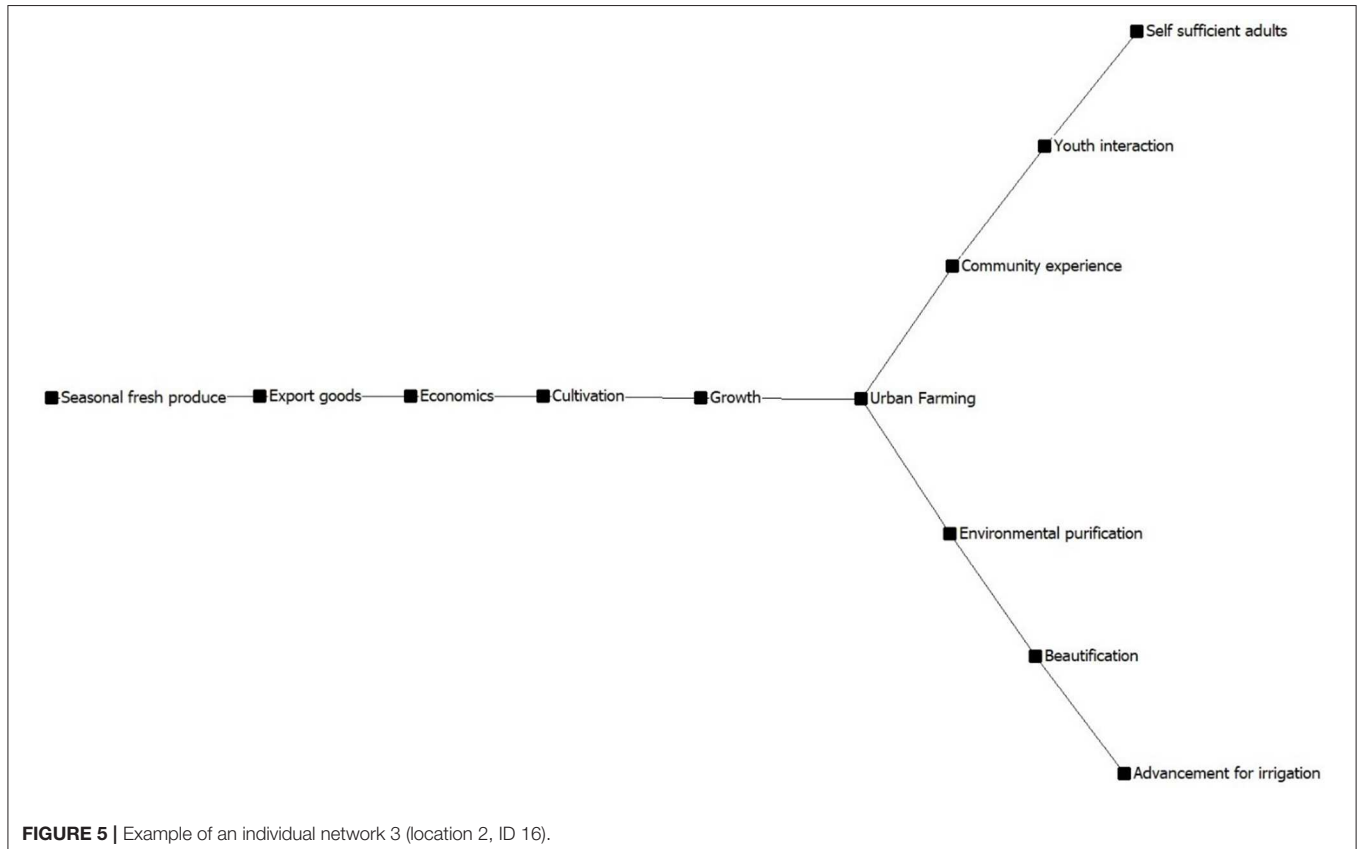 Self sufficient adults
Youth interaction
Community experience
Seasonal fresh produce Export goods Economics Cultivation Growth Urban Farming
Environmental purification
Beautification
Advancement for irrigation
FIGURE 5 | Example of an individual network 3 (location 2, ID 16).